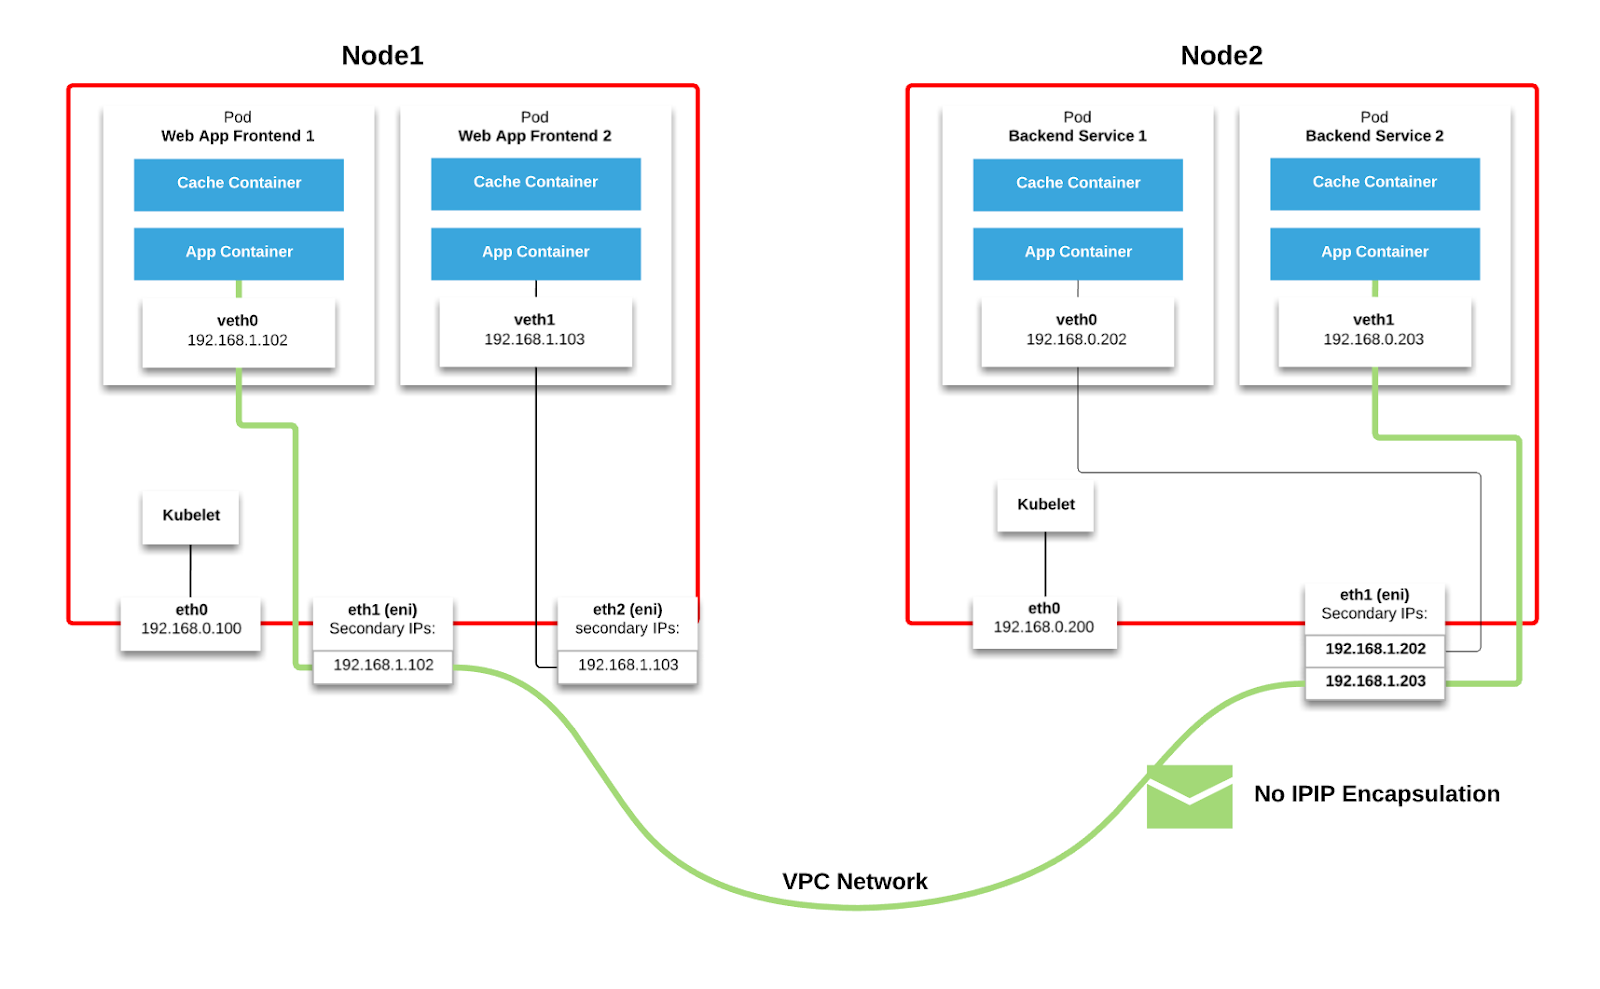 Node1
Pod
Web App Frontend 1
Cache Container
App Container
veth0
192.168.1.102
Pod
Web App Frontend 2
Cache Container
App Container
veth1
192.168.1.103
Kubelet
eth0
192.168.0.100
eth1 (eni)
Secondary IPs:
192.168.1.102
eth2 (eni)
secondary IPs:
192.168.1.103
Node2
Pod
Backend Service 1
Cache Container
App Container
veth0
192.168.0.202
Pod
Backend Service 2
Cache Container
App Container
veth1
192.168.0.203
Kubelet
eth0
192.168.0.200
eth1 (eni)
Secondary IPs:
192.168.1.202
192.168.1.203
No IPIP Encapsulation
VPC Network